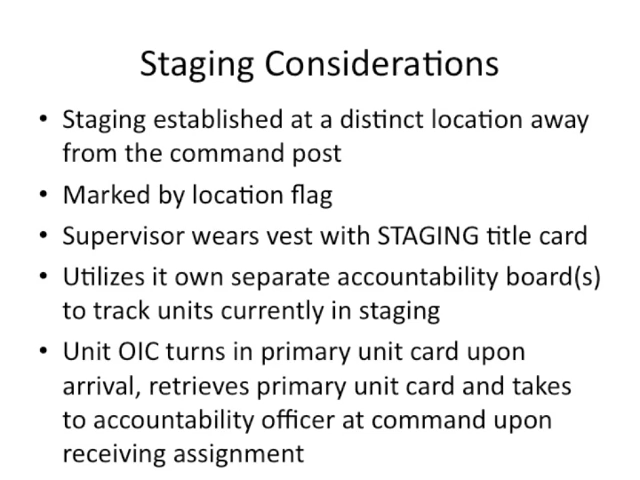 Staging Considerations
• Staging established at a distinct location away
from the command post
• Marked by location flag
• Supervisor wears vest with STAGING title card
• Utilizes it own separate accountability board(s)
to track units currently in staging
• Unit OIC turns in primary unit card upon
arrival, retrieves primary unit card and takes
to accountability officer at command upon
receiving assignment